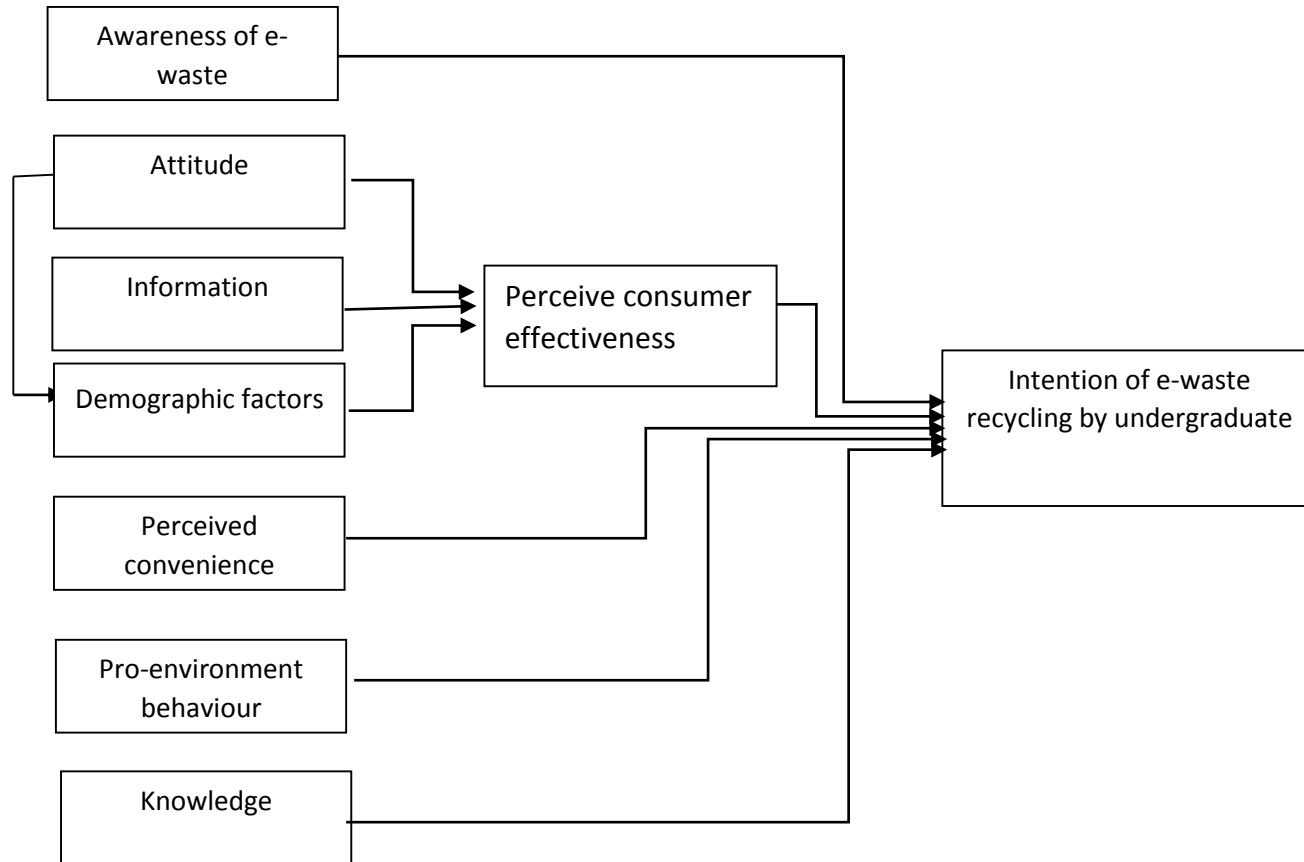 Awareness of e-
waste
Attitude
Information
Demographic factors
Perceive consumer
effectiveness
Intention of e-waste
recycling by undergraduate
Perceived
convenience
Pro-environment
behaviour
Knowledge